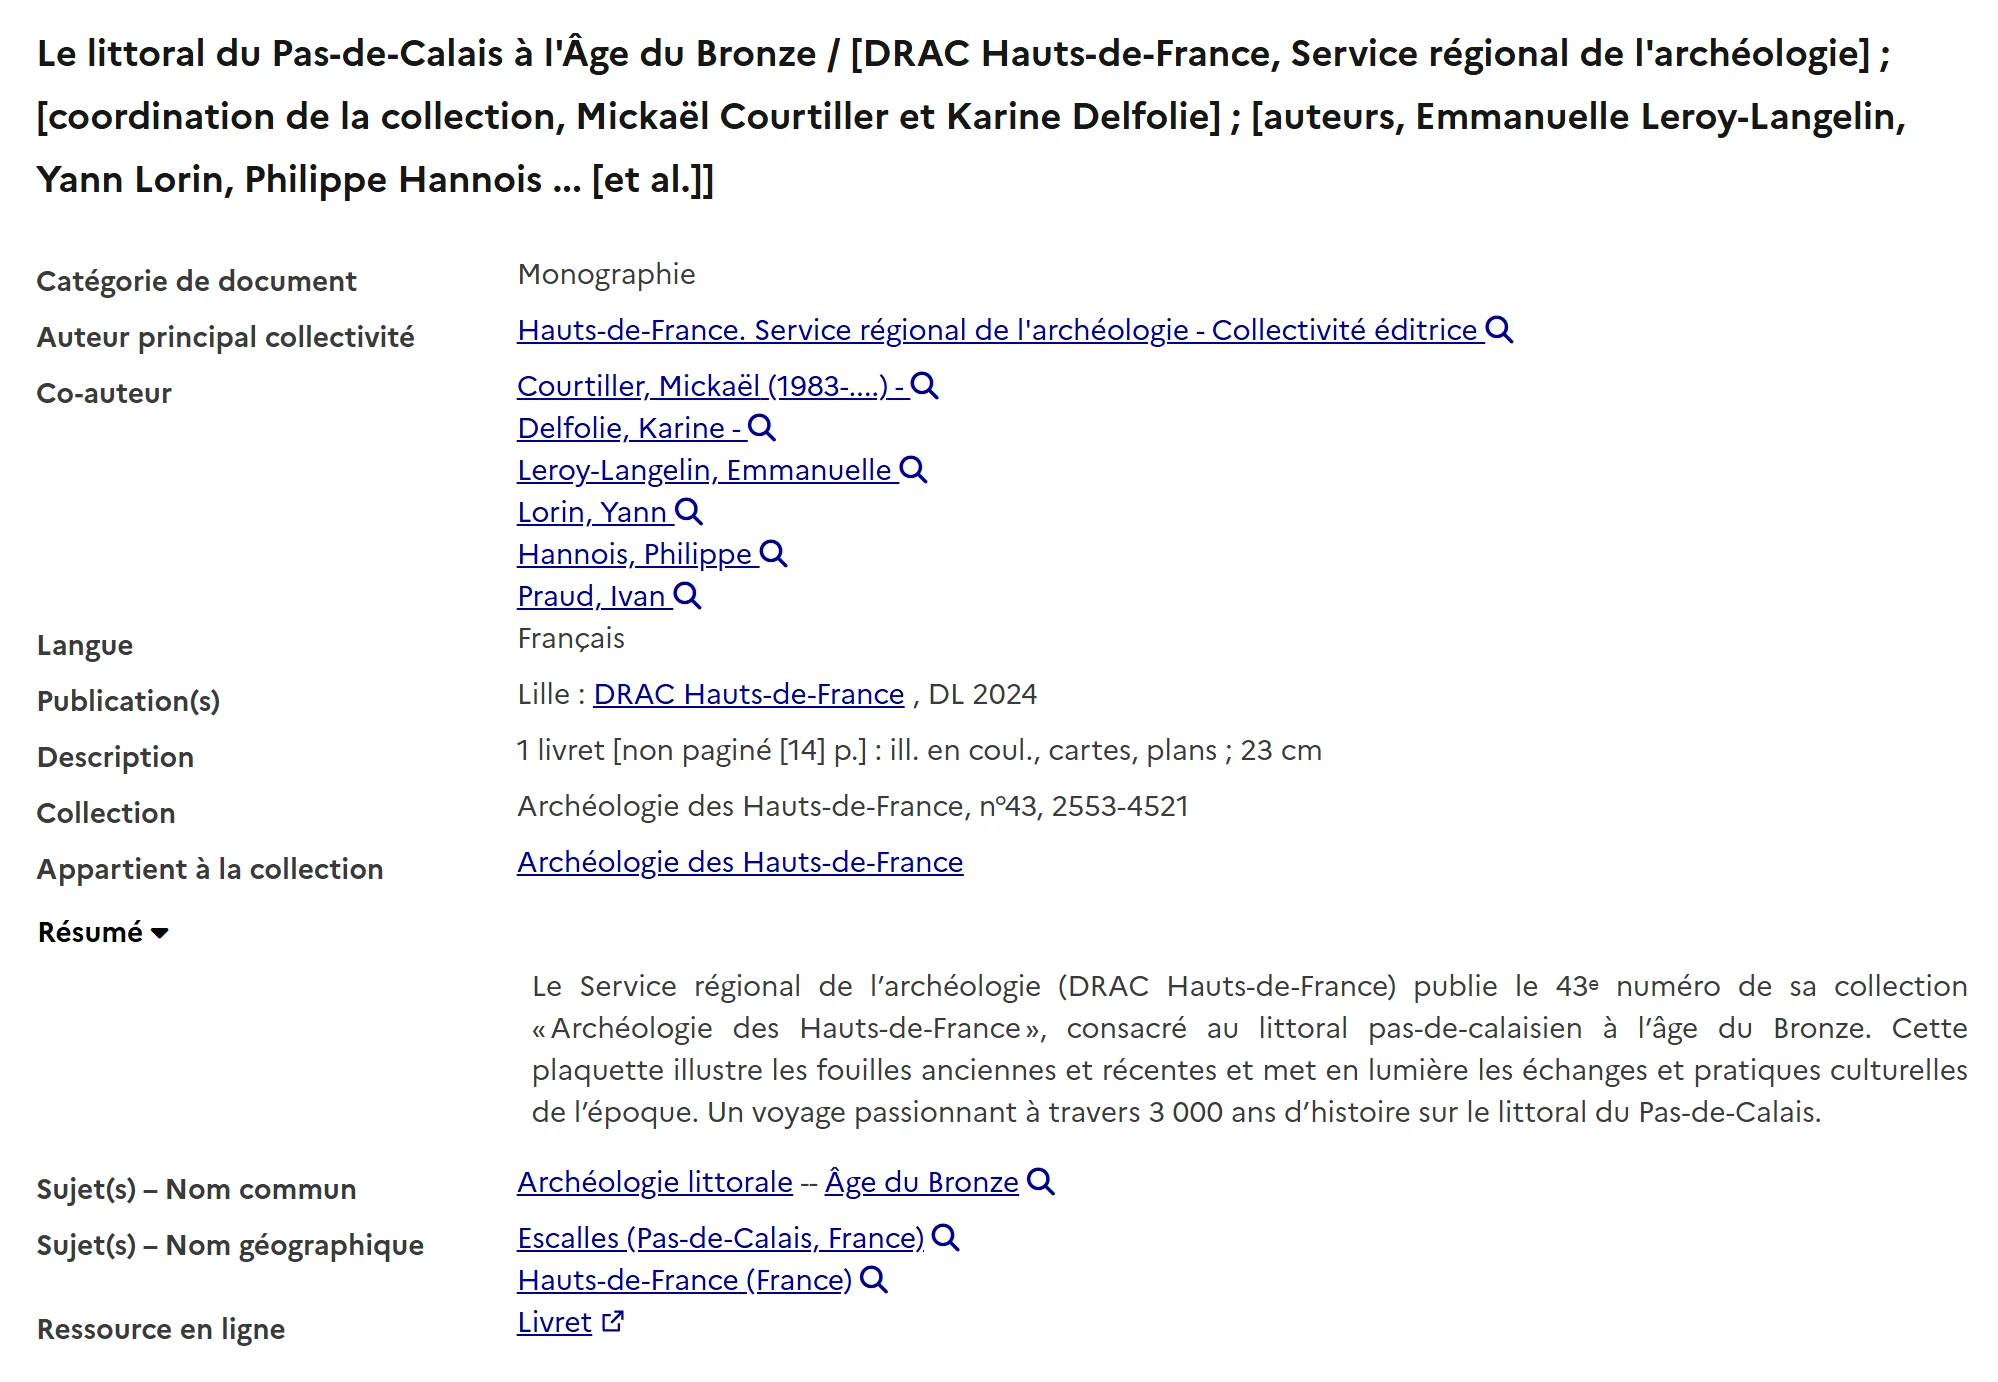 Le littoral du Pas-de-Calais à l'Âge du Bronze / [DRAC Hauts-de-France, Service régional de l'archéologie] ;
[coordination de la collection, Mickaël Courtiller et Karine Delfolie] ; [auteurs, Emmanuelle Leroy-Langelin,
Yann Lorin, Philippe Hannois ... [et al.]]
Catégorie de document Monographie
Auteur principal collectivité Hauts-de-France. Service régional de l'archéologie - Collectivité éditrice
Co-auteur Courtiller, Mickaël (1983-....) -
Delfolie, Karine -
Leroy-Langelin, Emmanuelle
Lorin, Yann
Hannois, Philippe
Praud, Ivan
Langue Français
Publication(s) Lille : DRAC Hauts-de-France , DL 2024
Description 1 livret [non paginé [14] p.] : ill. en coul., cartes, plans ; 23 cm
Collection Archéologie des Hauts-de-France, n°43, 2553-4521
Appartient à la collection Archéologie des Hauts-de-France
Résumé
Le Service régional de l’archéologie (DRAC Hauts-de-France) publie le 43ᵉ numéro de sa collection
« Archéologie des Hauts-de-France », consacré au littoral pas-de-calaisien à l’âge du Bronze. Cette
plaquette illustre les fouilles anciennes et récentes et met en lumière les échanges et pratiques culturelles
de l’époque. Un voyage passionnant à travers 3 000 ans d’histoire sur le littoral du Pas-de-Calais.
Sujet(s) – Nom commun Archéologie littorale -- Âge du Bronze
Sujet(s) – Nom géographique Escalles (Pas-de-Calais, France)
Hauts-de-France (France)
Ressource en ligne Livret